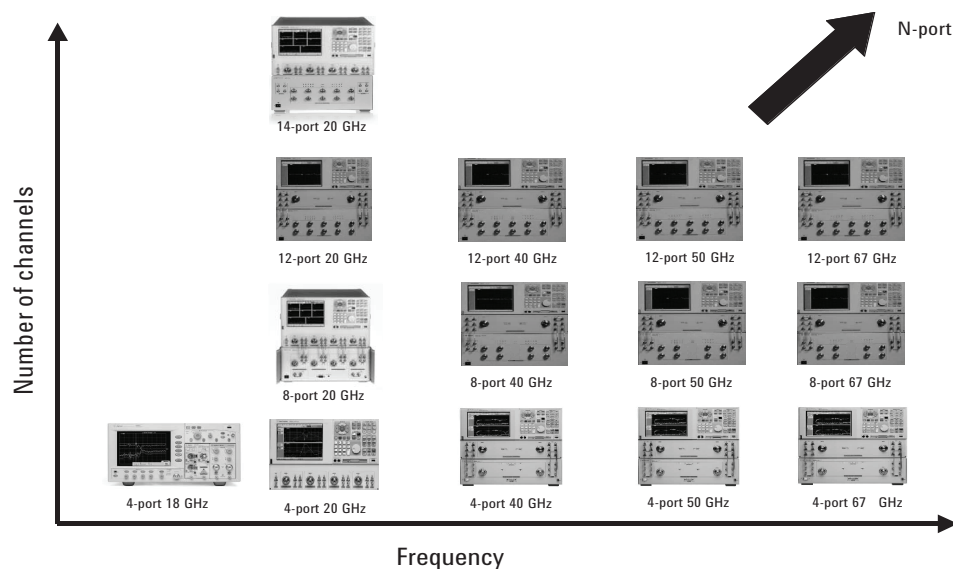 N-port
14-port 20 GHz
12-port 20 GHz
12-port 40 GHz
12-port 50 GHz
12-port 67 GHz
8-port 20 GHz
8-port 40 GHz
8-port 50 GHz
8-port 67 GHz
4-port 18 GHz
4-port 20 GHz
4-port 40 GHz
4-port 50 GHz
4-port 67 GHz
Number of channels
Frequency